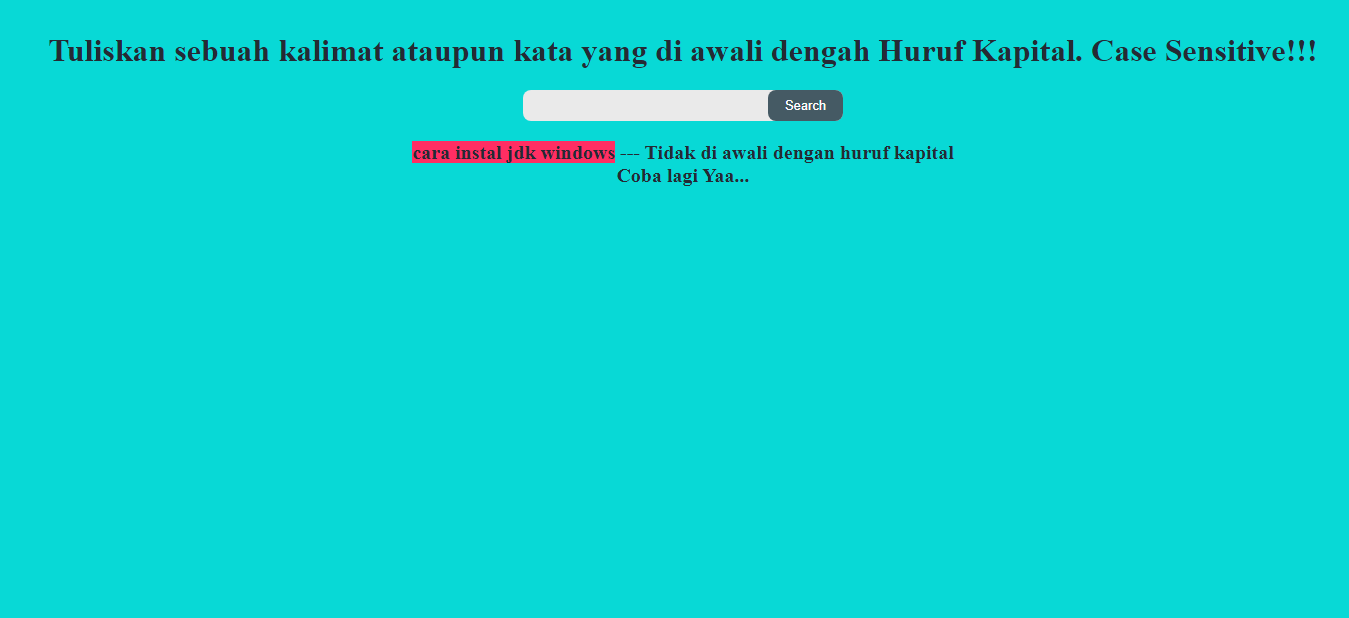 Tuliskan sebuah kalimat ataupun kata yang di awali dengah Huruf Kapital. Case Sensitive!!!
Search
cara instal jdk windows --- Tidak di awali dengan huruf kapital
Coba lagi Yaa...